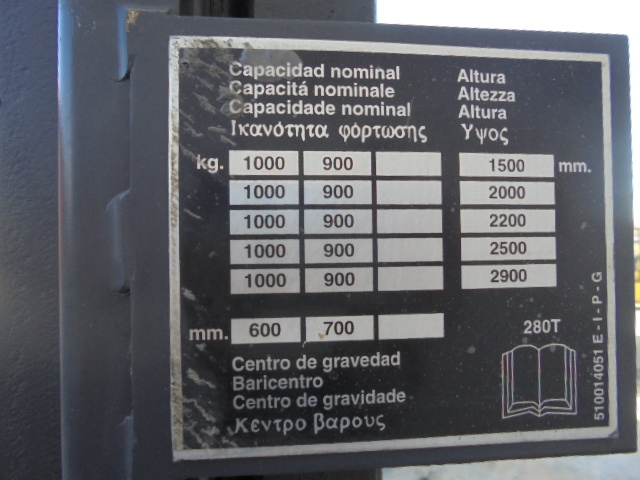 Capacidad nominal Altura
Capacitá nominale Altezza
Capacidade nominal Altura
Ικανότητα φόρτωσης Υψος
kg. 1000 900 1500 mm.
1000 900 2000
1000 900 2200
1000 900 2500
1000 900 2900
mm. 600 700 280T
Centro de gravedad
Baricentro
Centro de gravidade
Κεντρο βαρους
510014051 E - I - P - G